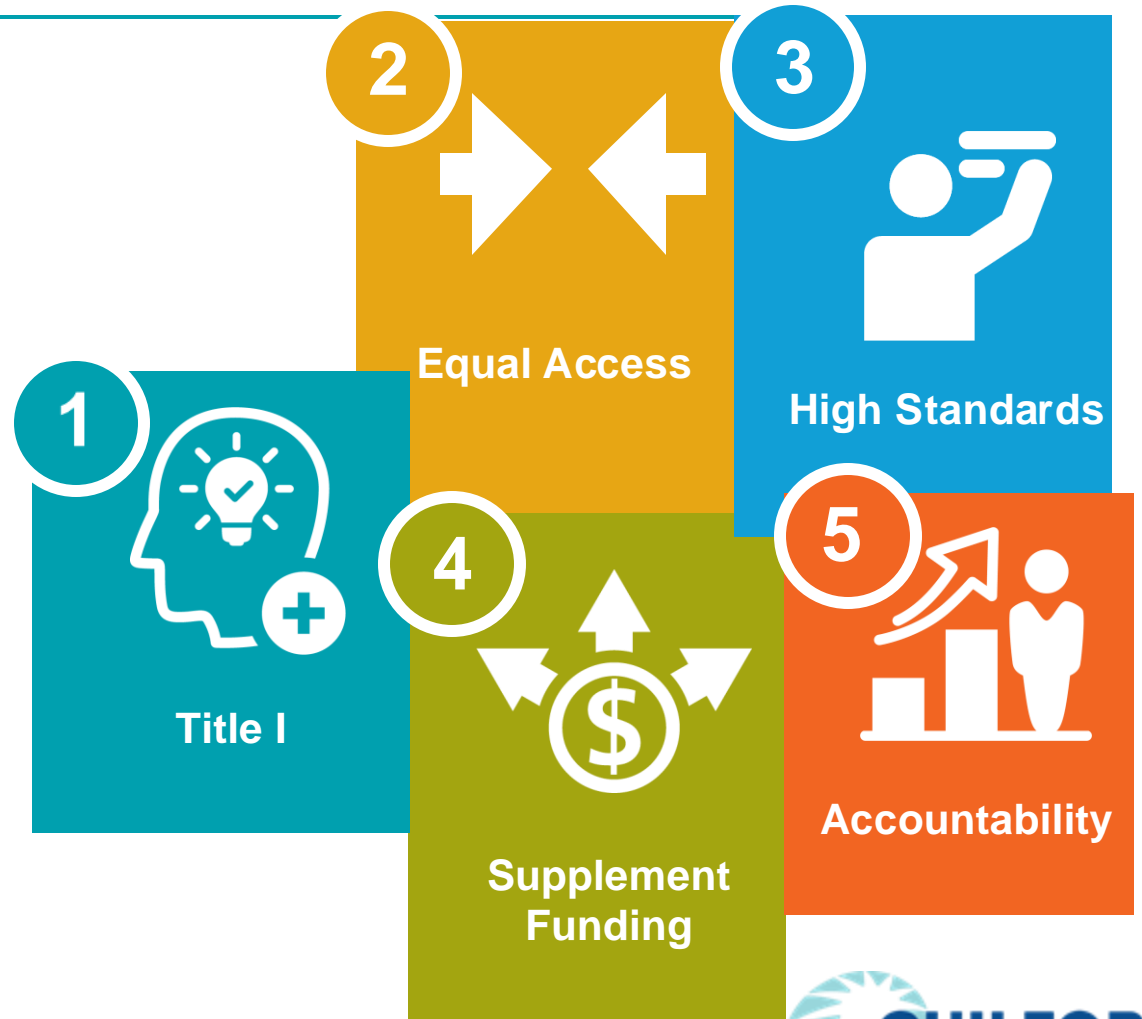 1
Title I
2
Equal Access
3
High Standards
4
$
Supplement
Funding
5
Accountability